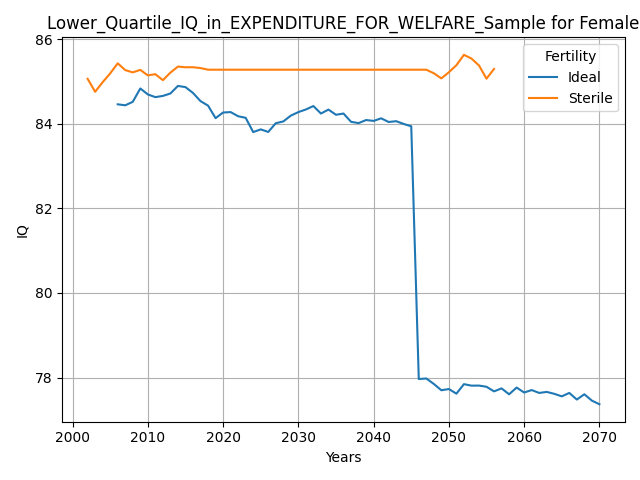 Lower_Quartile_IQ_in_EXPENDITURE_FOR_WELFARE_Sample for Female
86
84
82
80
78
IQ
Fertility
Ideal
Sterile
2000 2010 2020 2030 2040 2050 2060 2070
Years